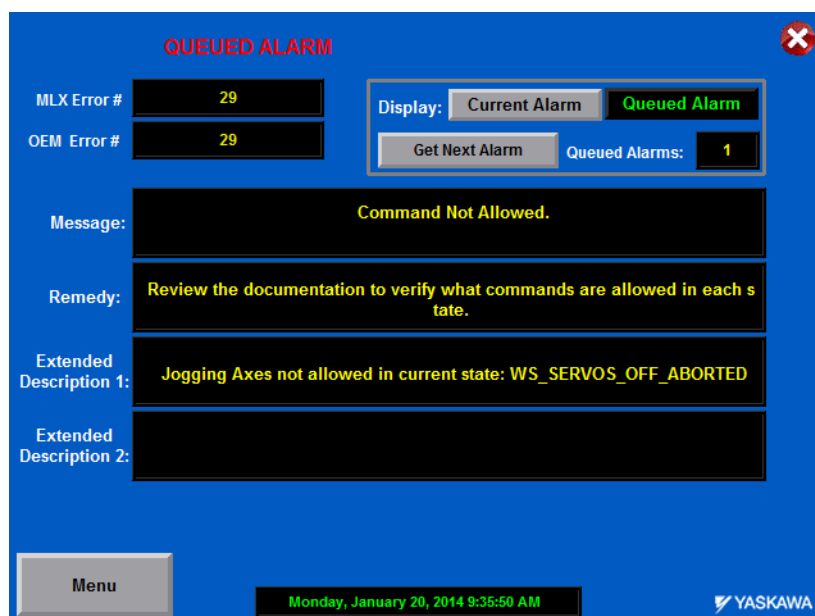 QUEUED ALARM
MLX Error # 29
OEM Error # 29
Display: Current Alarm Queued Alarm
Get Next Alarm Queued Alarms: 1
Message: Command Not Allowed.
Remedy: Review the documentation to verify what commands are allowed in each s
tate.
Extended
Description 1: Jogging Axes not allowed in current state: WS_SERVOS_OFF_ABORTED
Extended
Description 2:
Menu
Monday, January 20, 2014 9:35:50 AM
YASKAWA